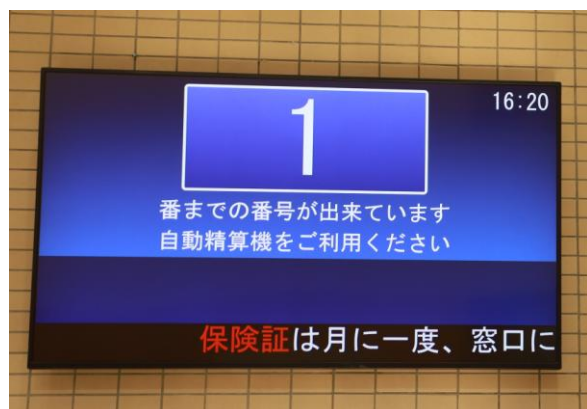 16:20
1
番までの番号が出来ています
自動精算機をご利用ください
保険証は月に一度、窓口に